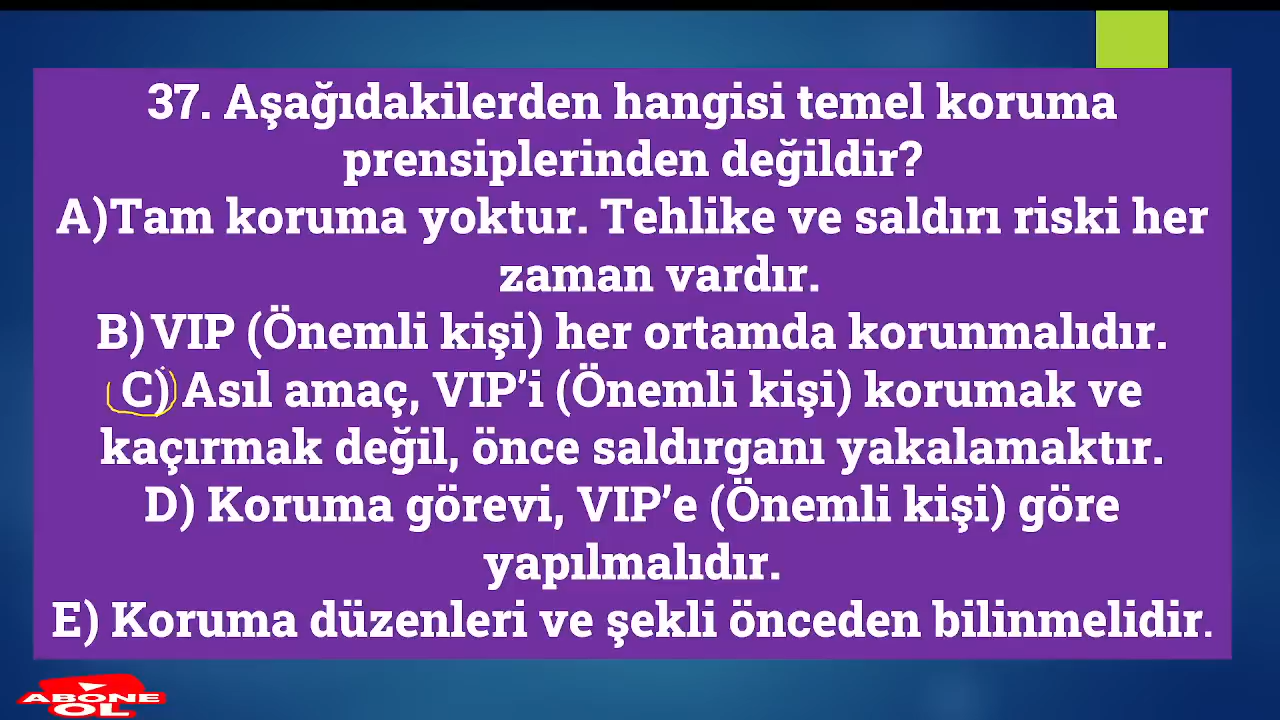 37. Aşağıdakilerden hangisi temel koruma
prensiplerinden değildir?
A)Tam koruma yoktur. Tehlike ve saldırı riski her
zaman vardır.
B) VIP (Önemli kişi) her ortamda korunmalıdır.
C) Asıl amaç, VIP’i (Önemli kişi) korumak ve
kaçırmak değil, önce saldırganı yakalamaktır.
D) Koruma görevi, VIP’e (Önemli kişi) göre
yapılmalıdır.
E) Koruma düzenleri ve şekli önceden bilinmelidir.
ABONE
OL